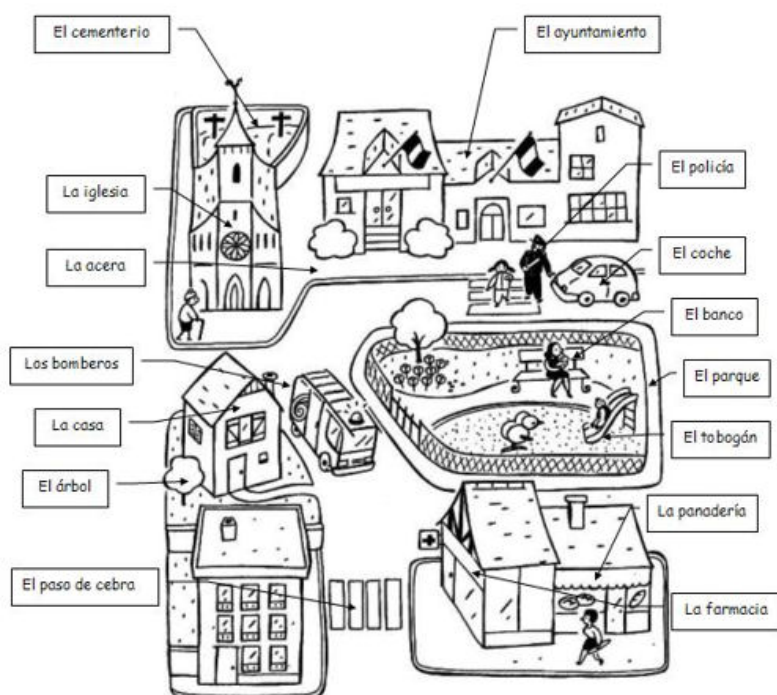 El cementerio
El ayuntamiento
El policía
La iglesia
El coche
La acera
El banco
Los bomberos
El parque
La casa
El tobogán
El árbol
La panadería
El paso de cebra
La farmacia